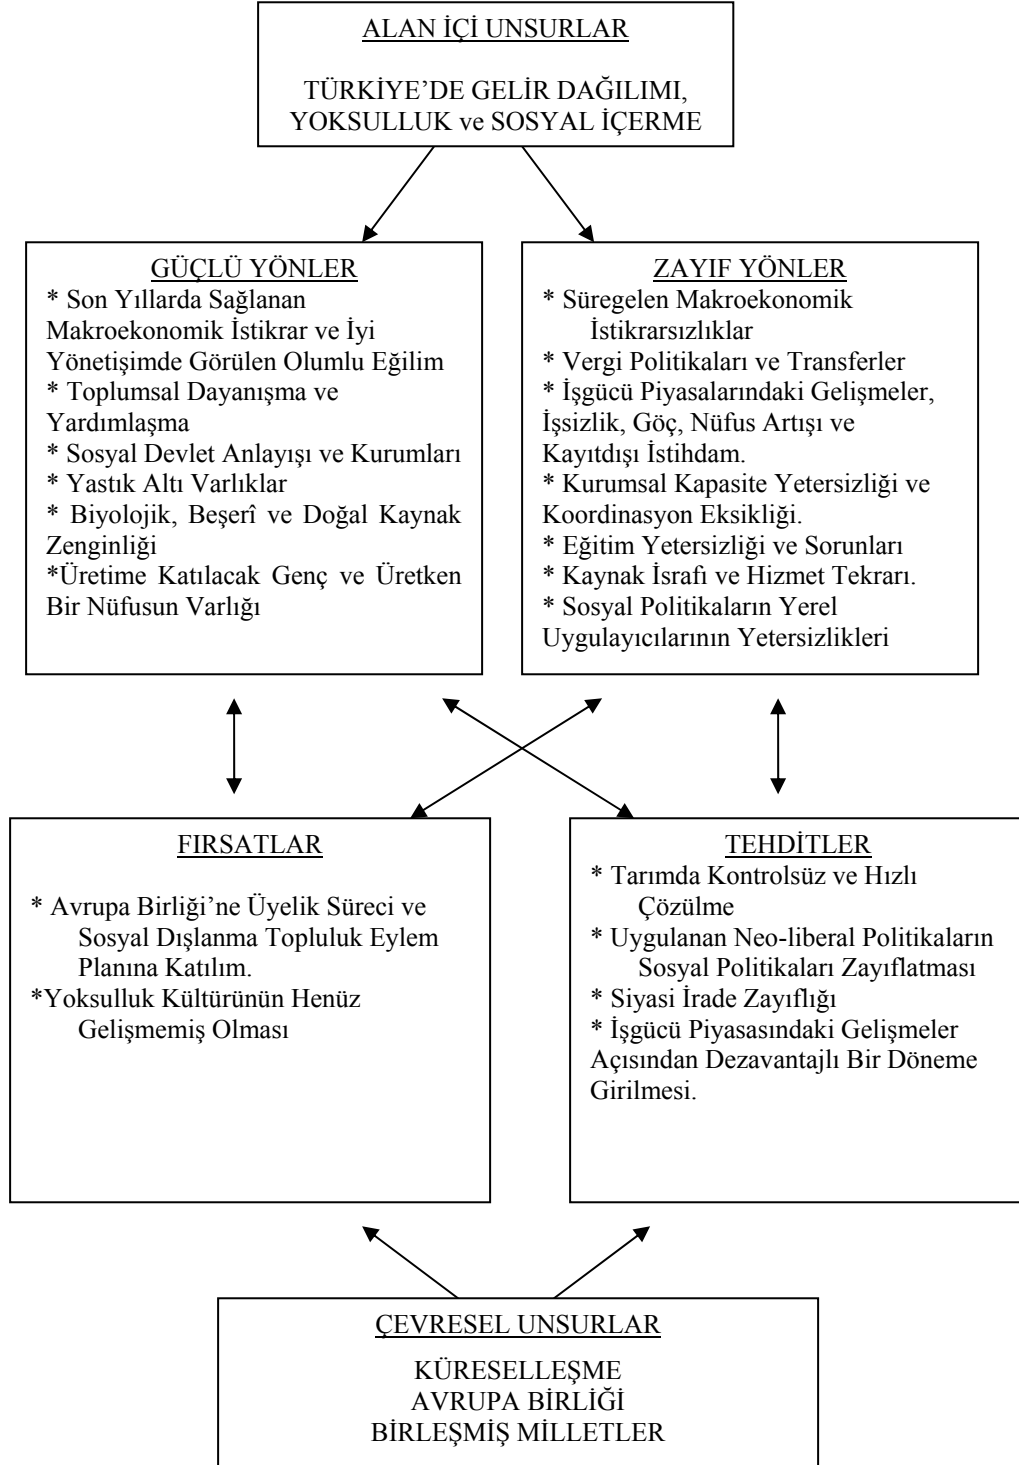 ALAN İÇİ UNSURLAR
TÜRKİYE’DE GELİR DAĞILIMI,
YOKSULLUK ve SOSYAL İÇERME
GÜÇLÜ YÖNLER
* Son Yıllarda Sağlanan
Makroekonomik İstikrar ve İyi
Yönetişimde Görülen Olumlu Eğilim
* Toplumsal Dayanışma ve
Yardımlaşma
* Sosyal Devlet Anlayışı ve Kurumları
* Yastık Altı Varlıklar
* Biyolojik, Beşerî ve Doğal Kaynak
Zenginliği
*Üretime Katılacak Genç ve Üretken
Bir Nüfusun Varlığı
ZAYIF YÖNLER
* Süregelen Makroekonomik
İstikrarsızlıklar
* Vergi Politikaları ve Transferler
* İşgücü Piyasalarındaki Gelişmeler,
İşsizlik, Göç, Nüfus Artışı ve
Kayıtdışı İstihdam.
* Kurumsal Kapasite Yetersizliği ve
Koordinasyon Eksikliği.
* Eğitim Yetersizliği ve Sorunları
* Kaynak İsrafı ve Hizmet Tekrarı.
* Sosyal Politikaların Yerel
Uygulayıcılarının Yetersizlikleri
FIRSATLAR
* Avrupa Birliği’ne Üyelik Süreci ve
Sosyal Dışlanma Topluluk Eylem
Planına Katılım.
*Yoksulluk Kültürünün Henüz
Gelişmemiş Olması
TEHDİTLER
* Tarımda Kontrolsüz ve Hızlı
Çözülme
* Uygulanan Neo-liberal Politikaların
Sosyal Politikaları Zayıflatması
* Siyasi İrade Zayıflığı
* İşgücü Piyasasındaki Gelişmeler
Açısından Dezavantajlı Bir Döneme
Girilmesi.
ÇEVRESEL UNSURLAR
KÜRESELLEŞME
AVRUPA BİRLİĞİ
BİRLEŞMİŞ MİLLETLER